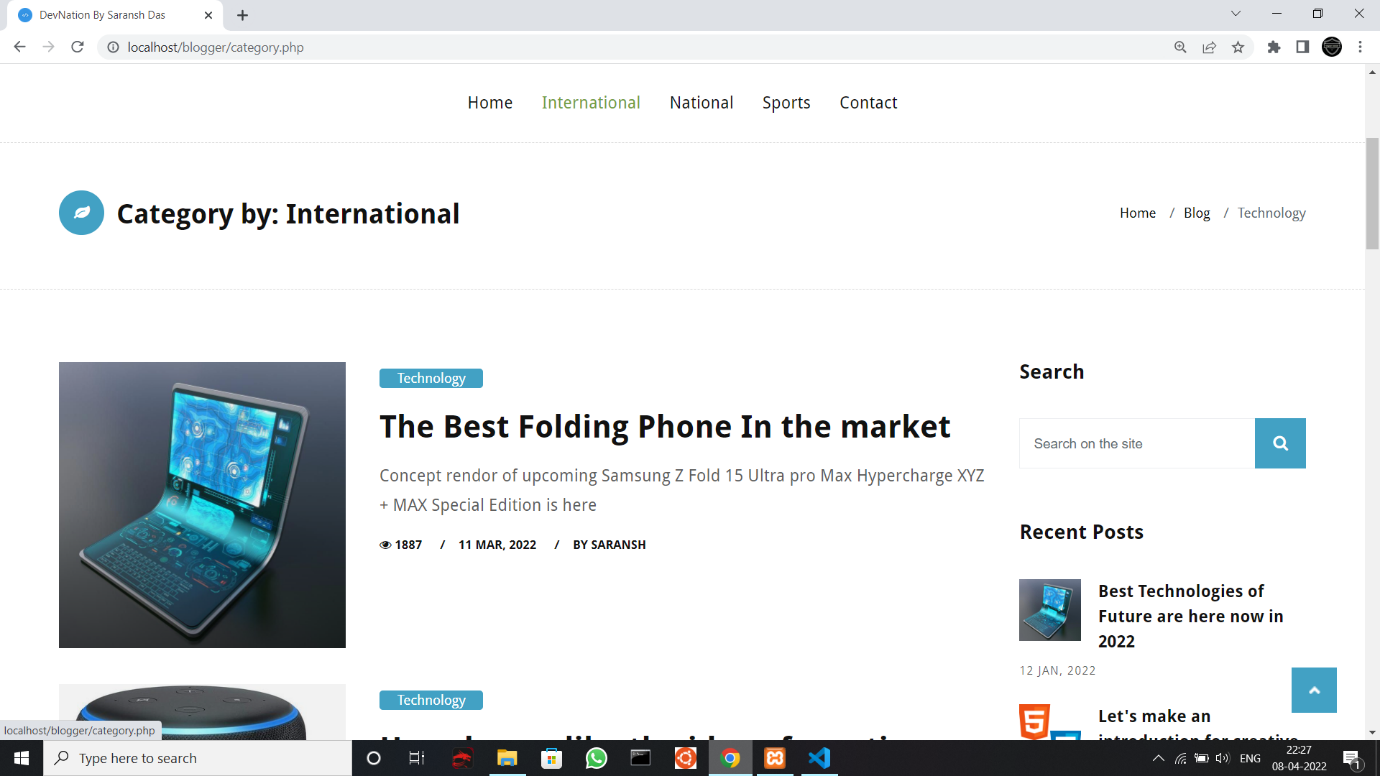 DevNation By Saransh Das
localhost/blogger/category.php
Home International National Sports Contact
Category by: International
Home / Blog / Technology
Technology
The Best Folding Phone In the market
Concept rendor of upcoming Samsung Z Fold 15 Ultra pro Max Hypercharge XYZ
+ MAX Special Edition is here
1887 / 11 MAR, 2022 / BY SARANSH
Technology
Search
Search on the site
Recent Posts
Best Technologies of
Future are here now in
2022
12 JAN, 2022
Let's make an
introduction for creative
localhost/blogger/category.php
Type here to search
ENG
22:27
08-04-2022
1